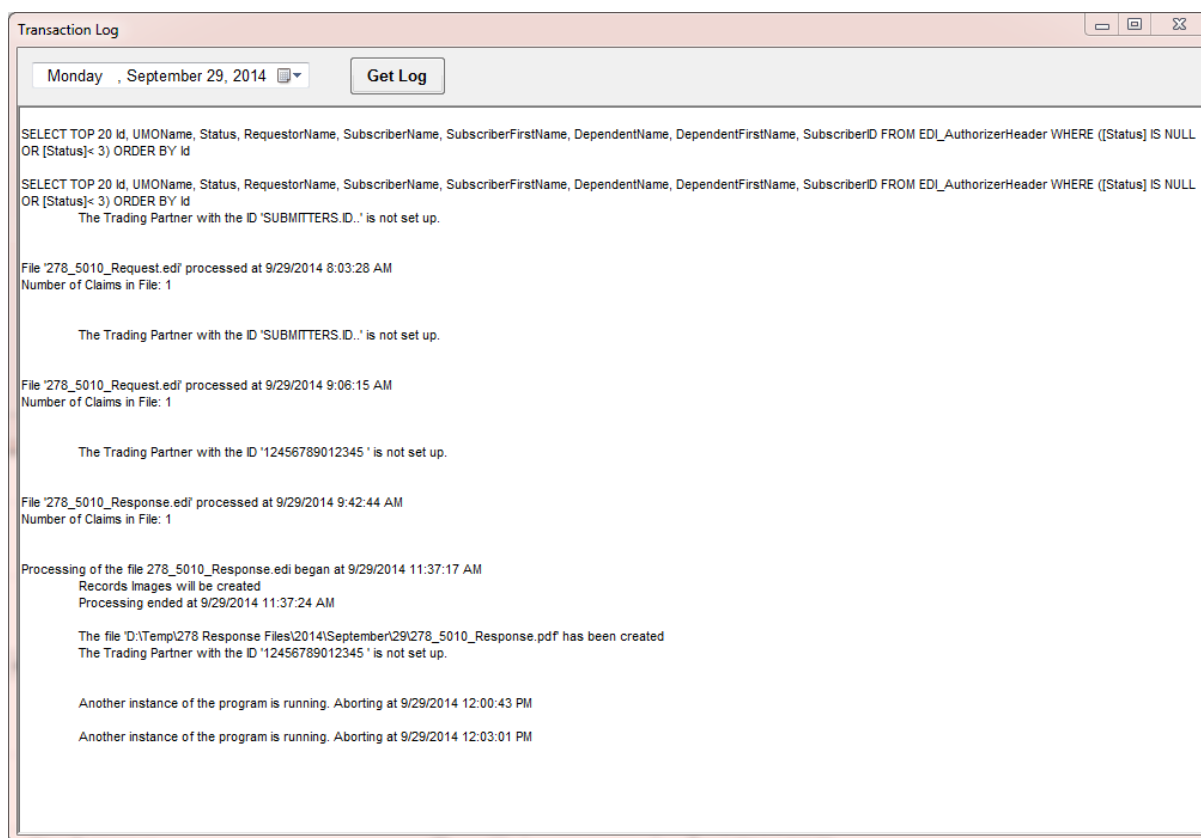 Transaction Log
Monday , September 29, 2014
Get Log
SELECT TOP 20 Id, UMOName, Status, RequestorName, SubscriberName, SubscriberFirstName, DependentName, DependentFirstName, SubscriberID FROM EDI_AuthorizerHeader WHERE ([Status] IS NULL
OR [Status]< 3) ORDER BY Id
SELECT TOP 20 Id, UMOName, Status, RequestorName, SubscriberName, SubscriberFirstName, DependentName, DependentFirstName, SubscriberID FROM EDI_AuthorizerHeader WHERE ([Status] IS NULL
OR [Status]< 3) ORDER BY Id
The Trading Partner with the ID 'SUBMITTERS.ID..' is not set up.
File '278_5010_Request.edi' processed at 9/29/2014 8:03:28 AM
Number of Claims in File: 1
The Trading Partner with the ID 'SUBMITTERS.ID..' is not set up.
File '278_5010_Request.edi' processed at 9/29/2014 9:06:15 AM
Number of Claims in File: 1
The Trading Partner with the ID '12456789012345 ' is not set up.
File '278_5010_Response.edi' processed at 9/29/2014 9:42:44 AM
Number of Claims in File: 1
Processing of the file 278_5010_Response.edi began at 9/29/2014 11:37:17 AM
Records Images will be created
Processing ended at 9/29/2014 11:37:24 AM
The file 'D:\Temp\278 Response Files\2014\September\29\278_5010_Response.pdf' has been created
The Trading Partner with the ID '12456789012345 ' is not set up.
Another instance of the program is running. Aborting at 9/29/2014 12:00:43 PM
Another instance of the program is running. Aborting at 9/29/2014 12:03:01 PM